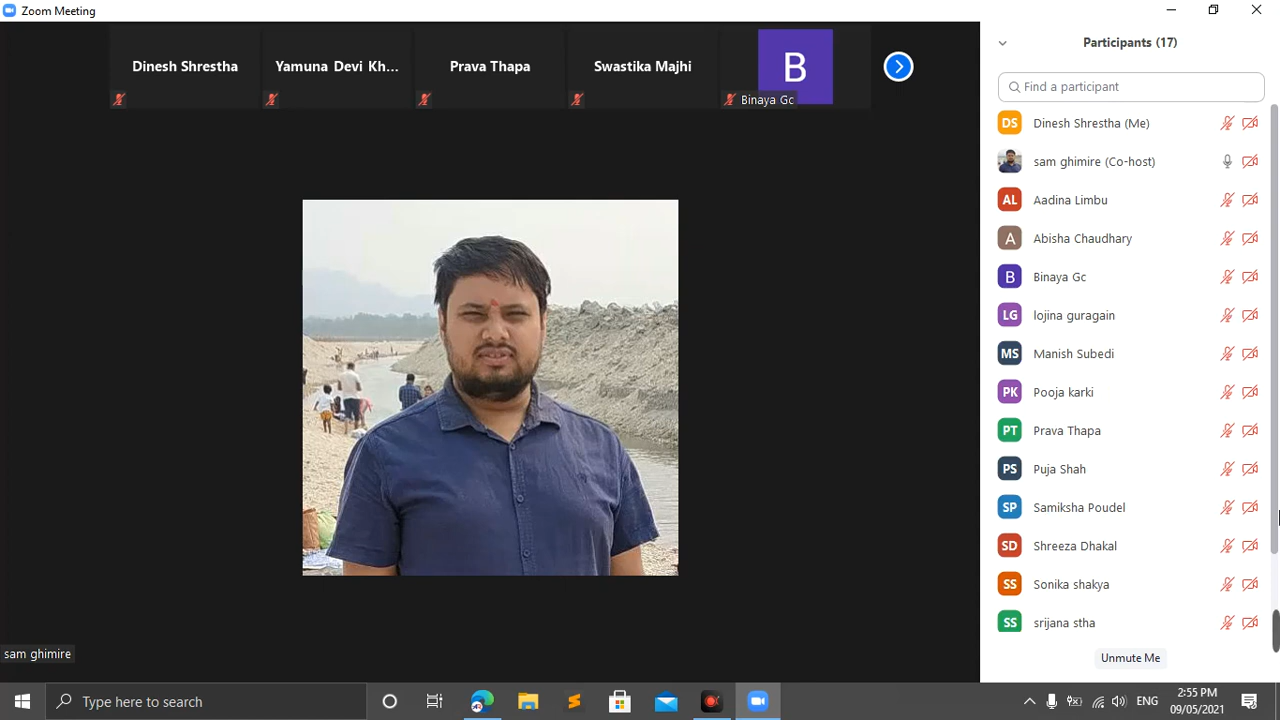 Zoom Meeting
Dinesh Shrestha
Yamuna Devi Kh...
Prava Thapa
Swastika Majhi
B
Binaya Gc
sam ghimire
Participants (17)
Find a participant
DS Dinesh Shrestha (Me)
sam ghimire (Co-host)
AL Aadina Limbu
A Abisha Chaudhary
B Binaya Gc
LG lojina guragain
MS Manish Subedi
PK Pooja karki
PT Prava Thapa
PS Puja Shah
SP Samiksha Poudel
SD Shreeza Dhakal
SS Sonika shakya
SS srijana stha
Unmute Me
Type here to search
ENG
2:55 PM
09/05/2021